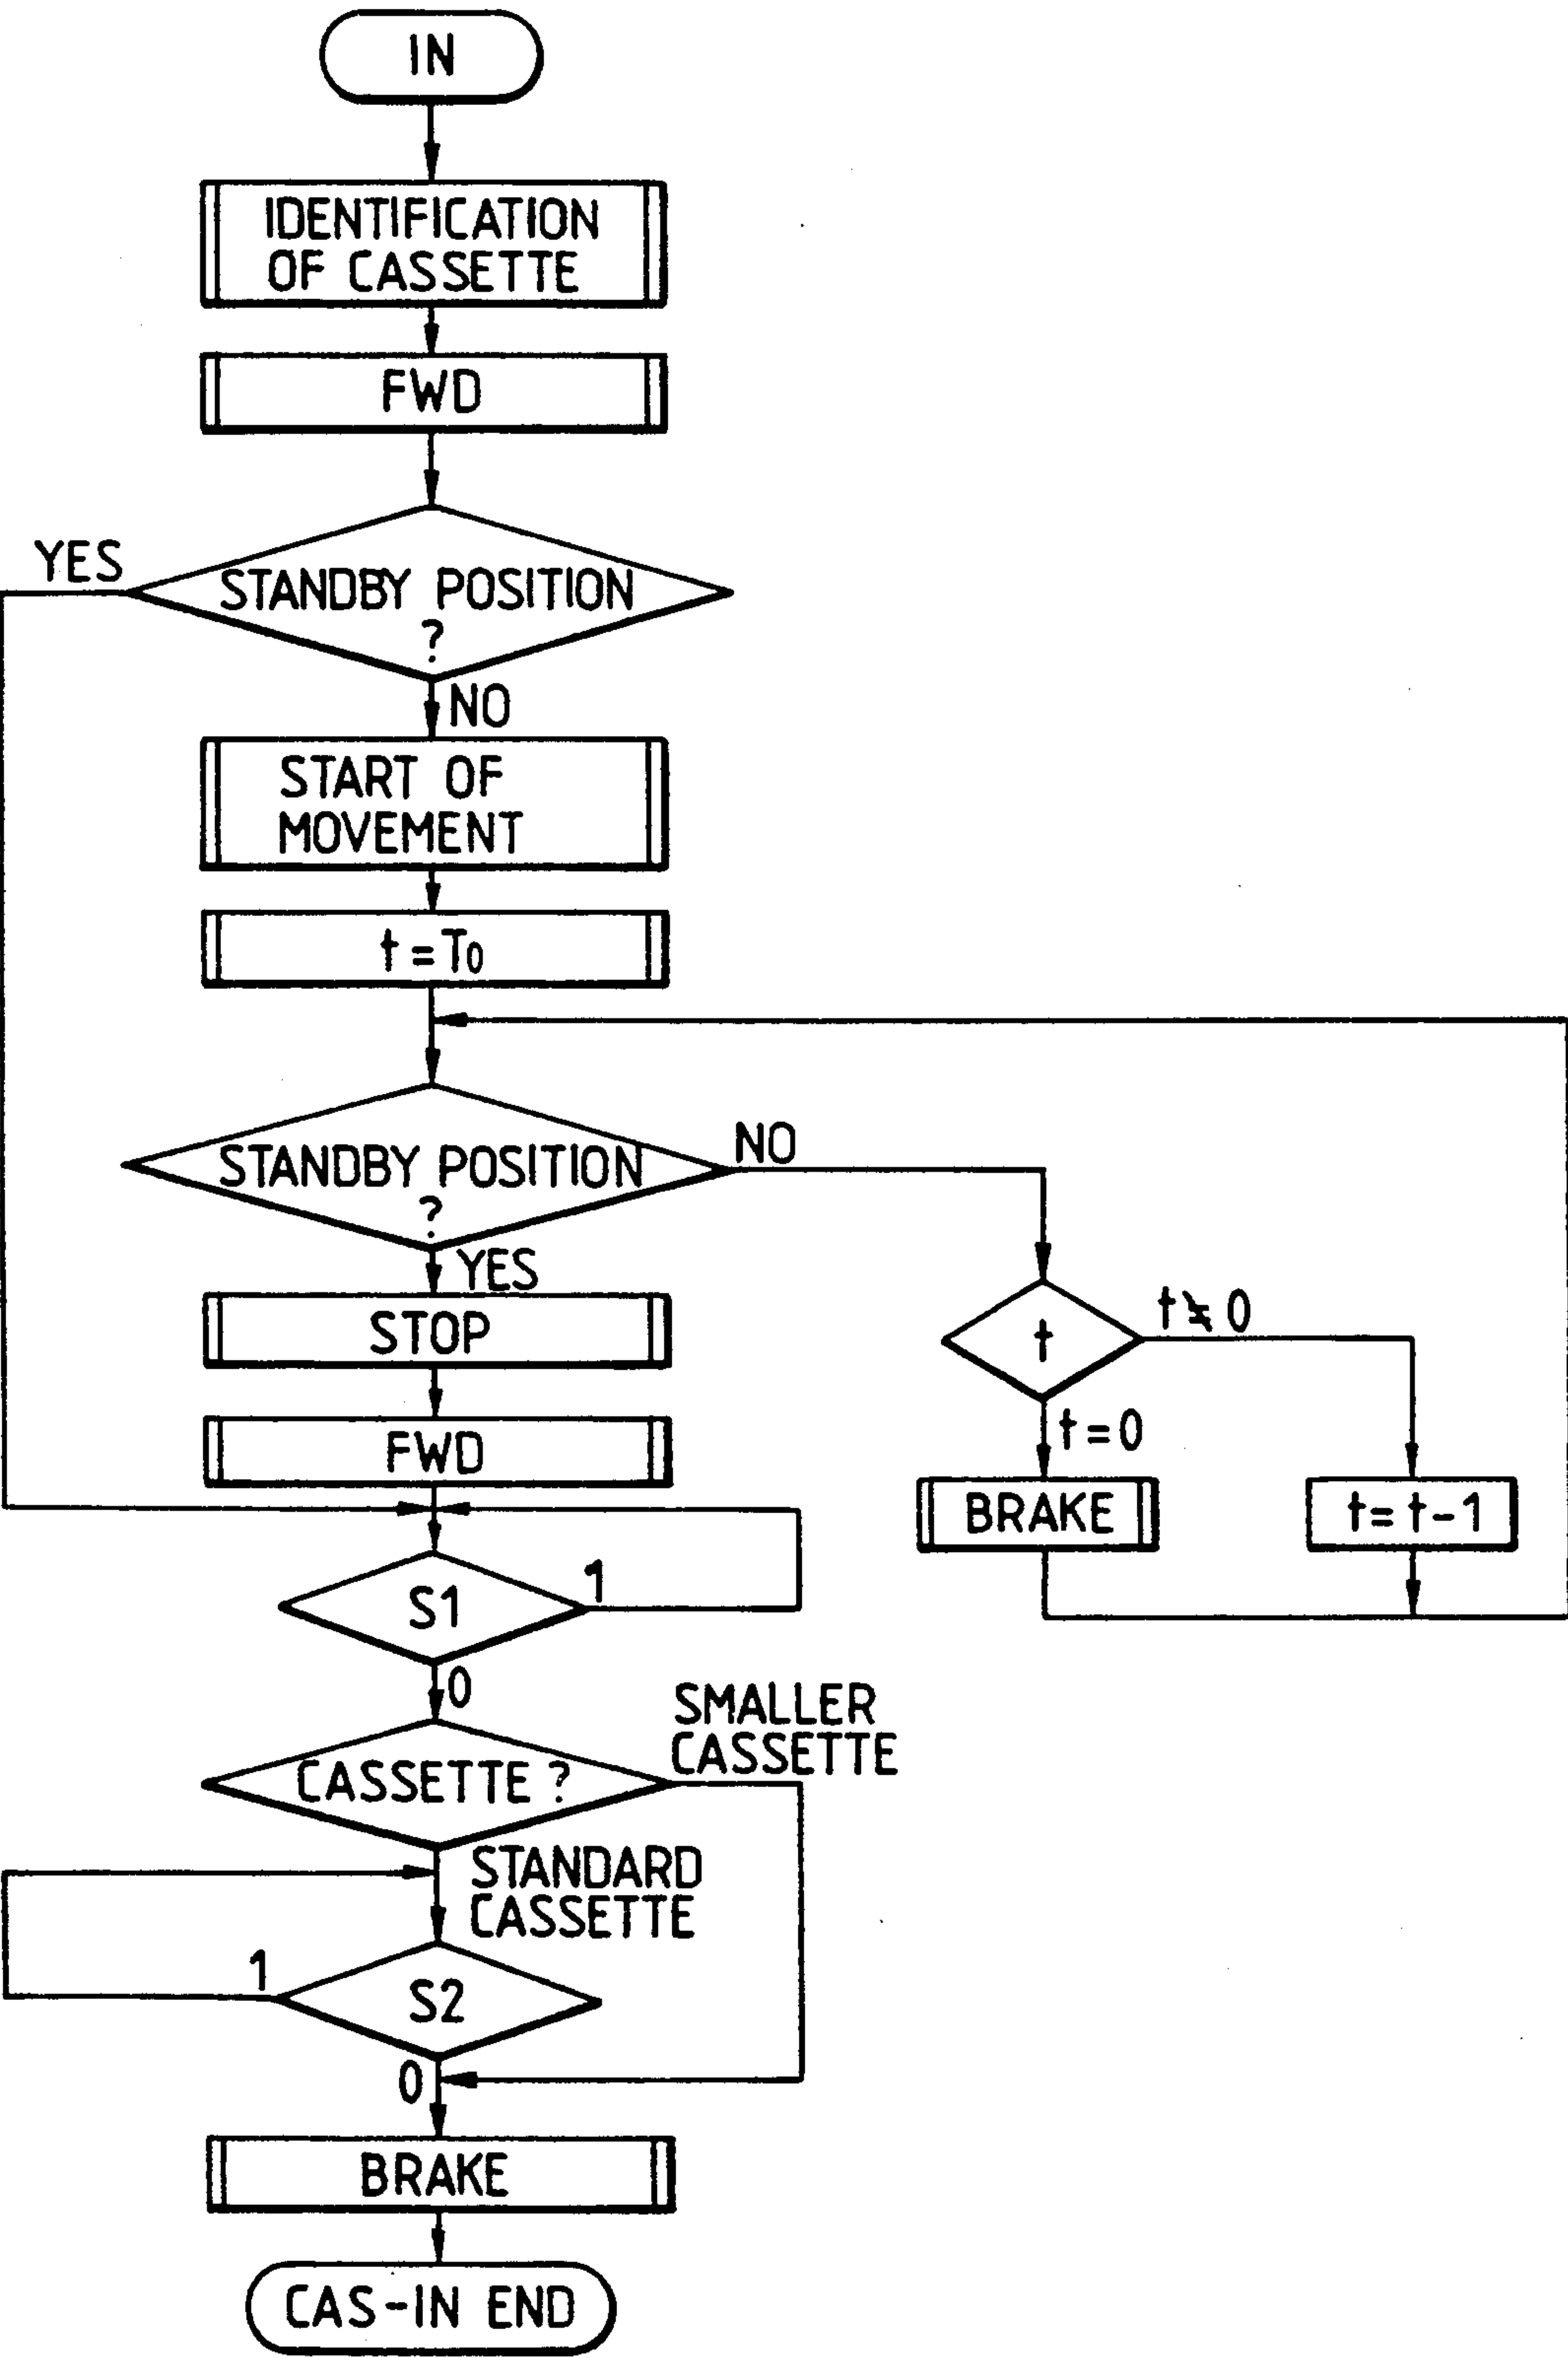 IN
IDENTIFICATION
OF CASSETTE
FWD
YES
STANDBY POSITION
?
NO
START OF
MOVEMENT
t = T0
STANDBY POSITION
?
NO
YES
STOP
t
t ≠ 0
t = 0
FWD
BRAKE
t = t - 1
S1
1
0
SMALLER
CASSETTE
CASSETTE ?
STANDARD
CASSETTE
1
S2
0
BRAKE
CAS-IN END